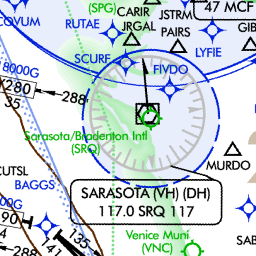 47 MCF
(SPG)
CARIR
JSTRM
COVUM
RUTAE
JRGAL
PAIRS
GIB
LYFIE
SCURF
FIVDO
18000G
280
288
35
Sarasota/Bradenton Intl
(SRQ)
MURDO
CUTSL
BAGGS
288
SARASOTA (VH) (DH)
117.0 SRQ 117
8000G
90
135
41
SAB
Venice Muni
(VNC)